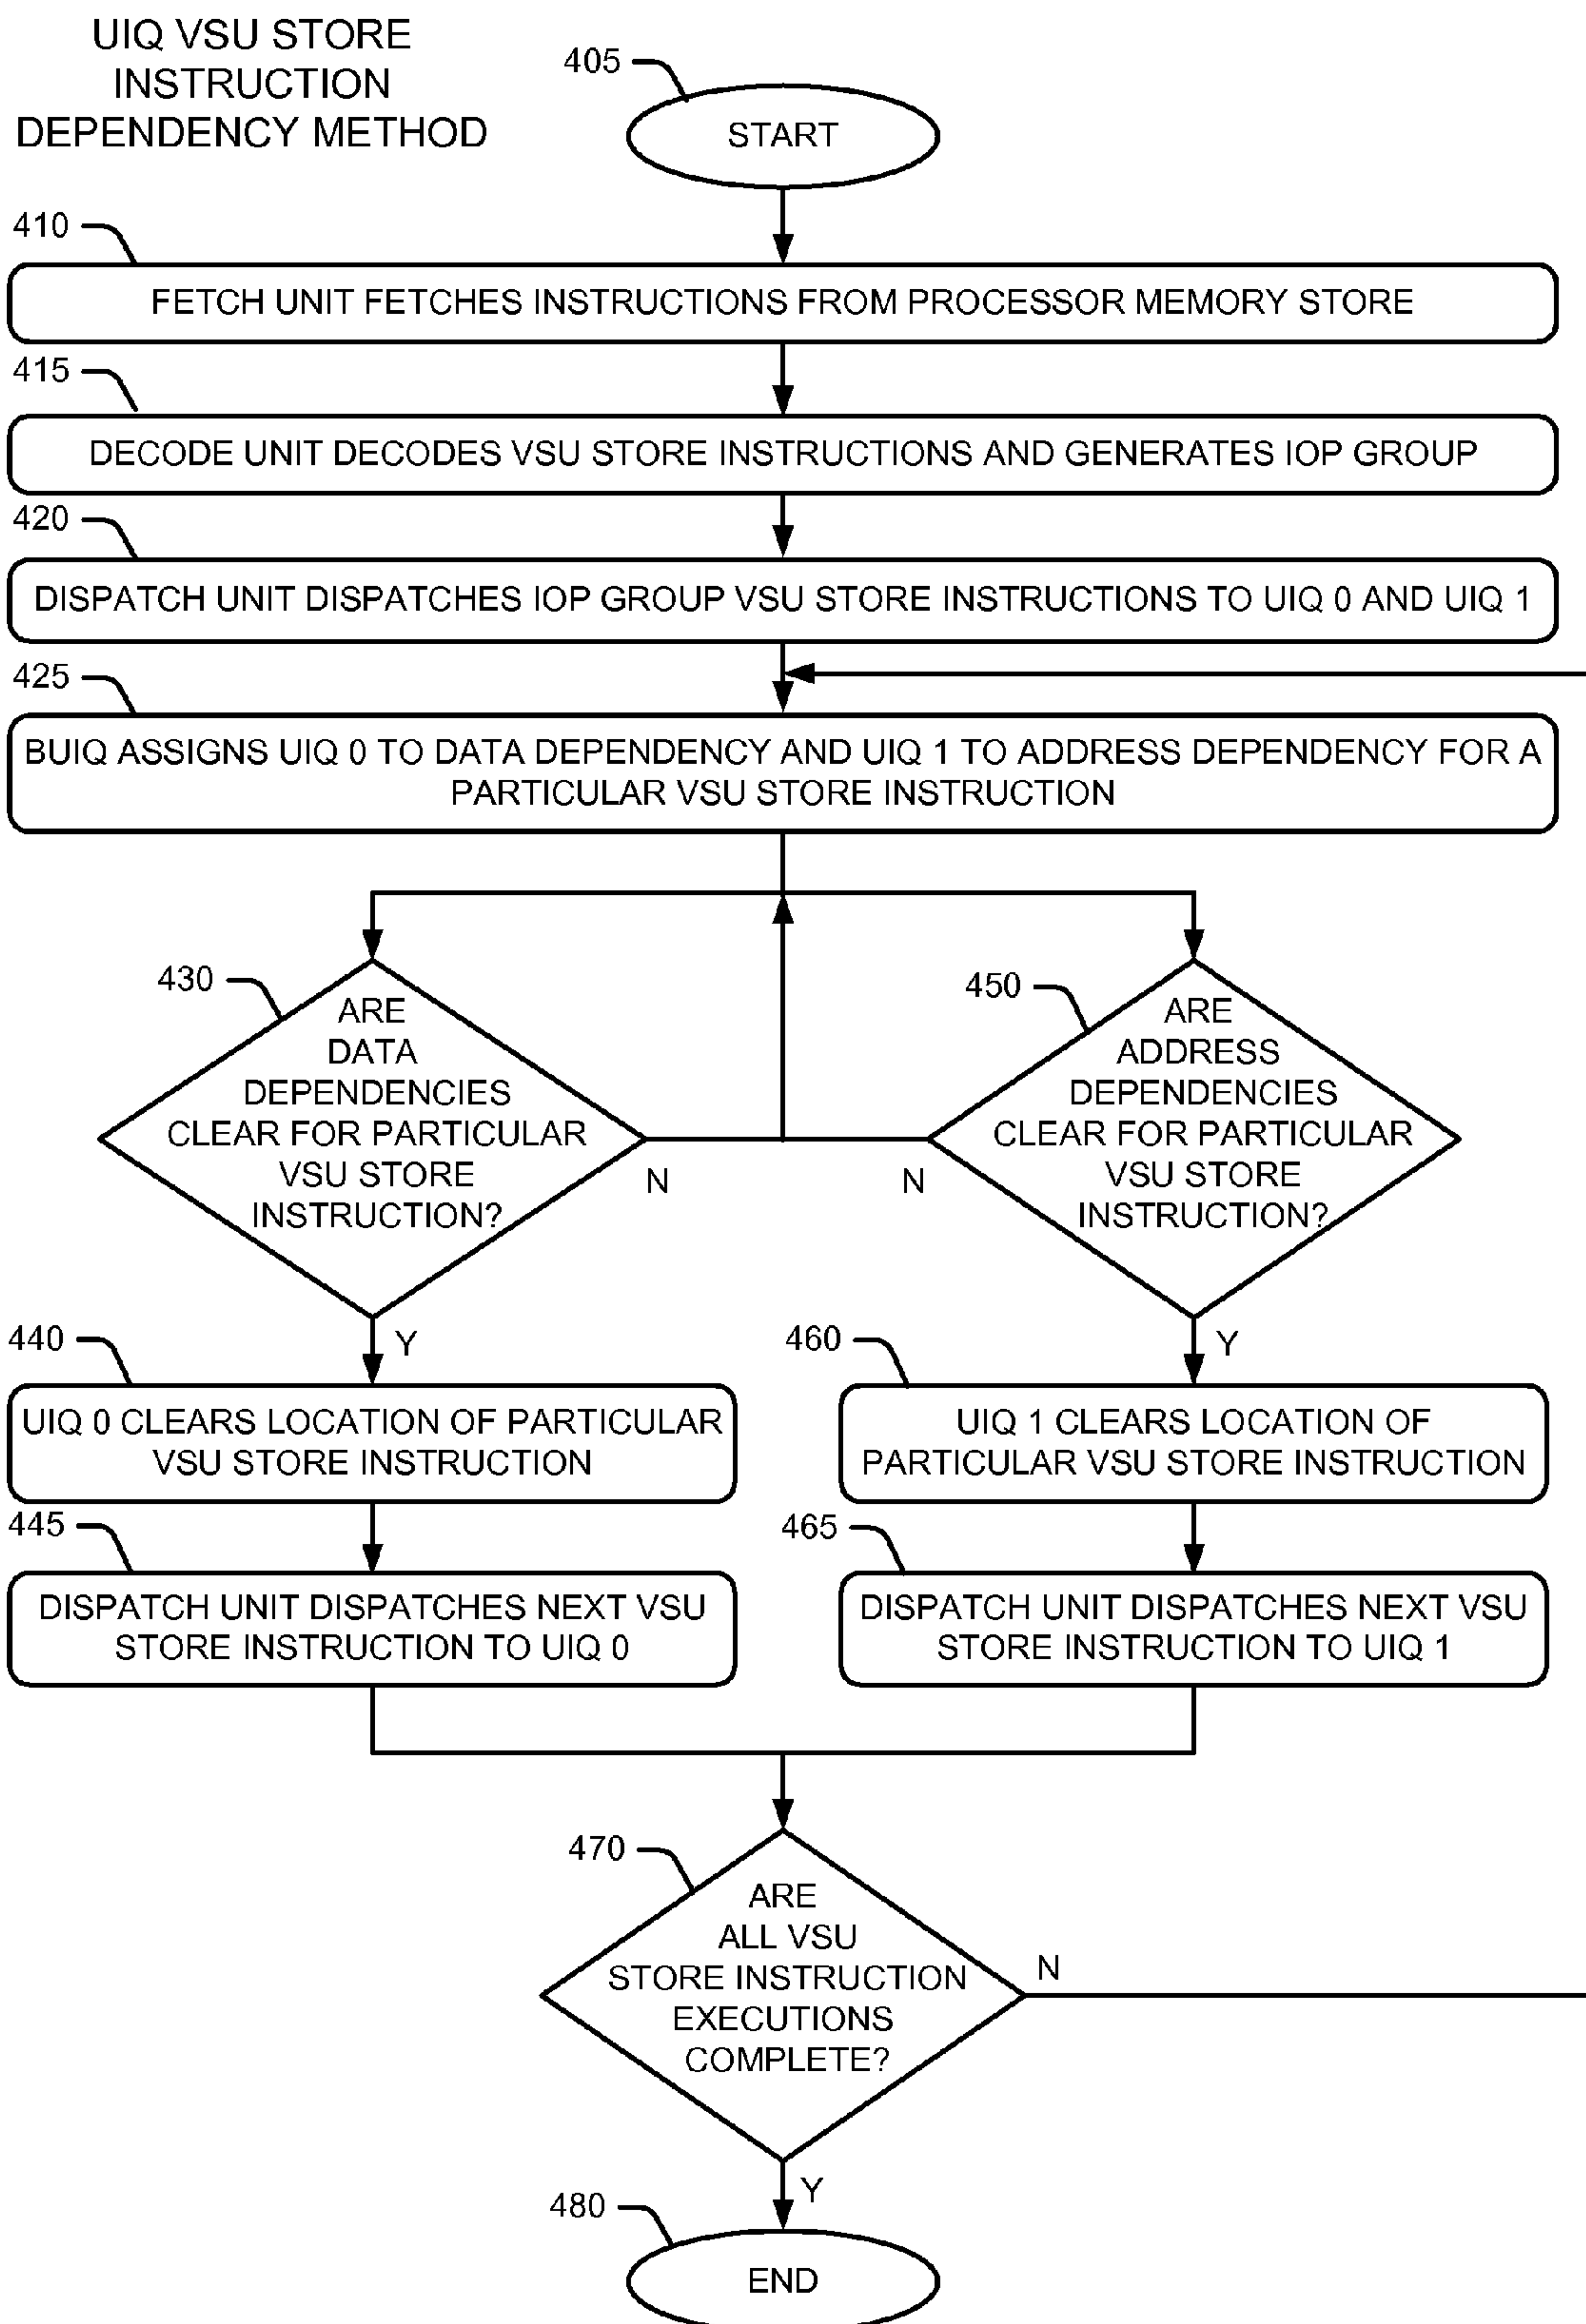 UIQ VSU STORE
INSTRUCTION
DEPENDENCY METHOD
405
START
410
FETCH UNIT FETCHES INSTRUCTIONS FROM PROCESSOR MEMORY STORE
415
DECODE UNIT DECODES VSU STORE INSTRUCTIONS AND GENERATES IOP GROUP
420
DISPATCH UNIT DISPATCHES IOP GROUP VSU STORE INSTRUCTIONS TO UIQ 0 AND UIQ 1
425
BUIQ ASSIGNS UIQ 0 TO DATA DEPENDENCY AND UIQ 1 TO ADDRESS DEPENDENCY FOR A
PARTICULAR VSU STORE INSTRUCTION
430
ARE
DATA
DEPENDENCIES
CLEAR FOR PARTICULAR
VSU STORE
INSTRUCTION?
N
Y
450
ARE
ADDRESS
DEPENDENCIES
CLEAR FOR PARTICULAR
VSU STORE
INSTRUCTION?
N
Y
440
UIQ 0 CLEARS LOCATION OF PARTICULAR
VSU STORE INSTRUCTION
460
UIQ 1 CLEARS LOCATION OF
PARTICULAR VSU STORE INSTRUCTION
445
DISPATCH UNIT DISPATCHES NEXT VSU
STORE INSTRUCTION TO UIQ 0
465
DISPATCH UNIT DISPATCHES NEXT VSU
STORE INSTRUCTION TO UIQ 1
470
ARE
ALL VSU
STORE INSTRUCTION
EXECUTIONS
COMPLETE?
N
Y
480
END